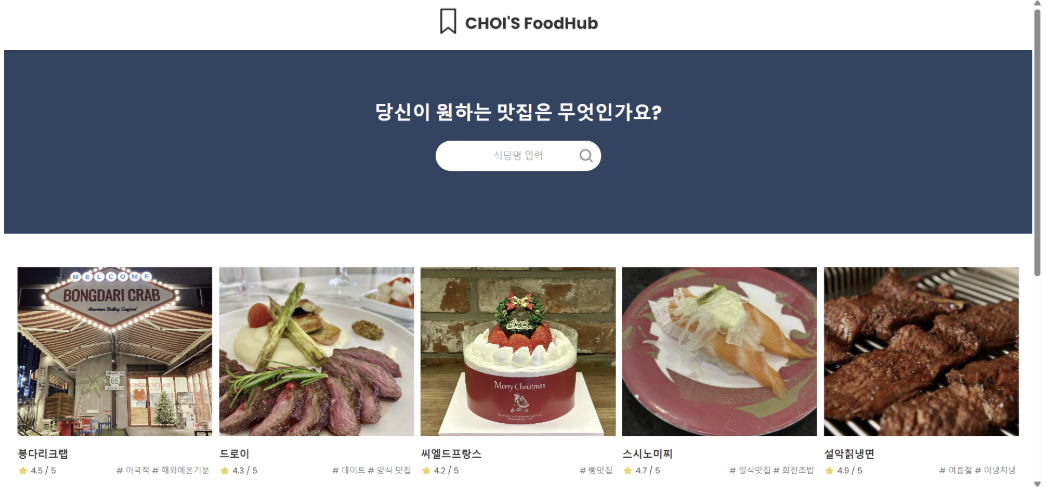 CHOI'S FoodHub
당신이 원하는 맛집은 무엇인가요?
식당명 입력
WELCOME
BONGDARI CRAB
American Boiling Seafood
Merry Christmas
봉다리크랩
4.5 / 5
# 이국적 # 해외에온기분
드로이
4.3 / 5
# 데이트 # 양식 맛집
씨엘드프랑스
4.2 / 5
# 빵맛집
스시노미찌
4.7 / 5
# 일식맛집 # 회전초밥
설악칡냉면
4.9 / 5
# 여름철 # 이냉치냉